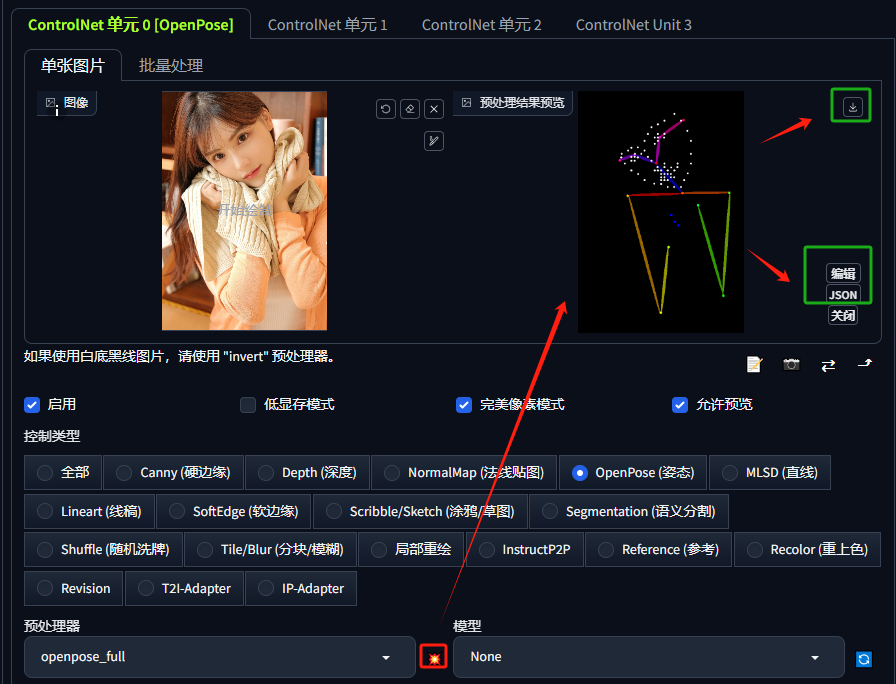 ControlNet 单元 0 [OpenPose]
ControlNet 单元 1
ControlNet 单元 2
ControlNet Unit 3
单张图片
批量处理
图像
预处理结果预览
编辑
JSON
关闭
如果使用白底黑线图片，请使用 "invert" 预处理器。
启用
低显存模式
完美像素模式
允许预览
控制类型
全部
Canny (硬边缘)
Depth (深度)
NormalMap (法线贴图)
OpenPose (姿态)
MLSD (直线)
Lineart (线稿)
SoftEdge (软边缘)
Scribble/Sketch (涂鸦/草图)
Segmentation (语义分割)
Shuffle (随机洗牌)
Tile/Blur (分块/模糊)
局部重绘
InstructP2P
Reference (参考)
Recolor (重上色)
Revision
T2I-Adapter
IP-Adapter
预处理器
模型
openpose_full
None